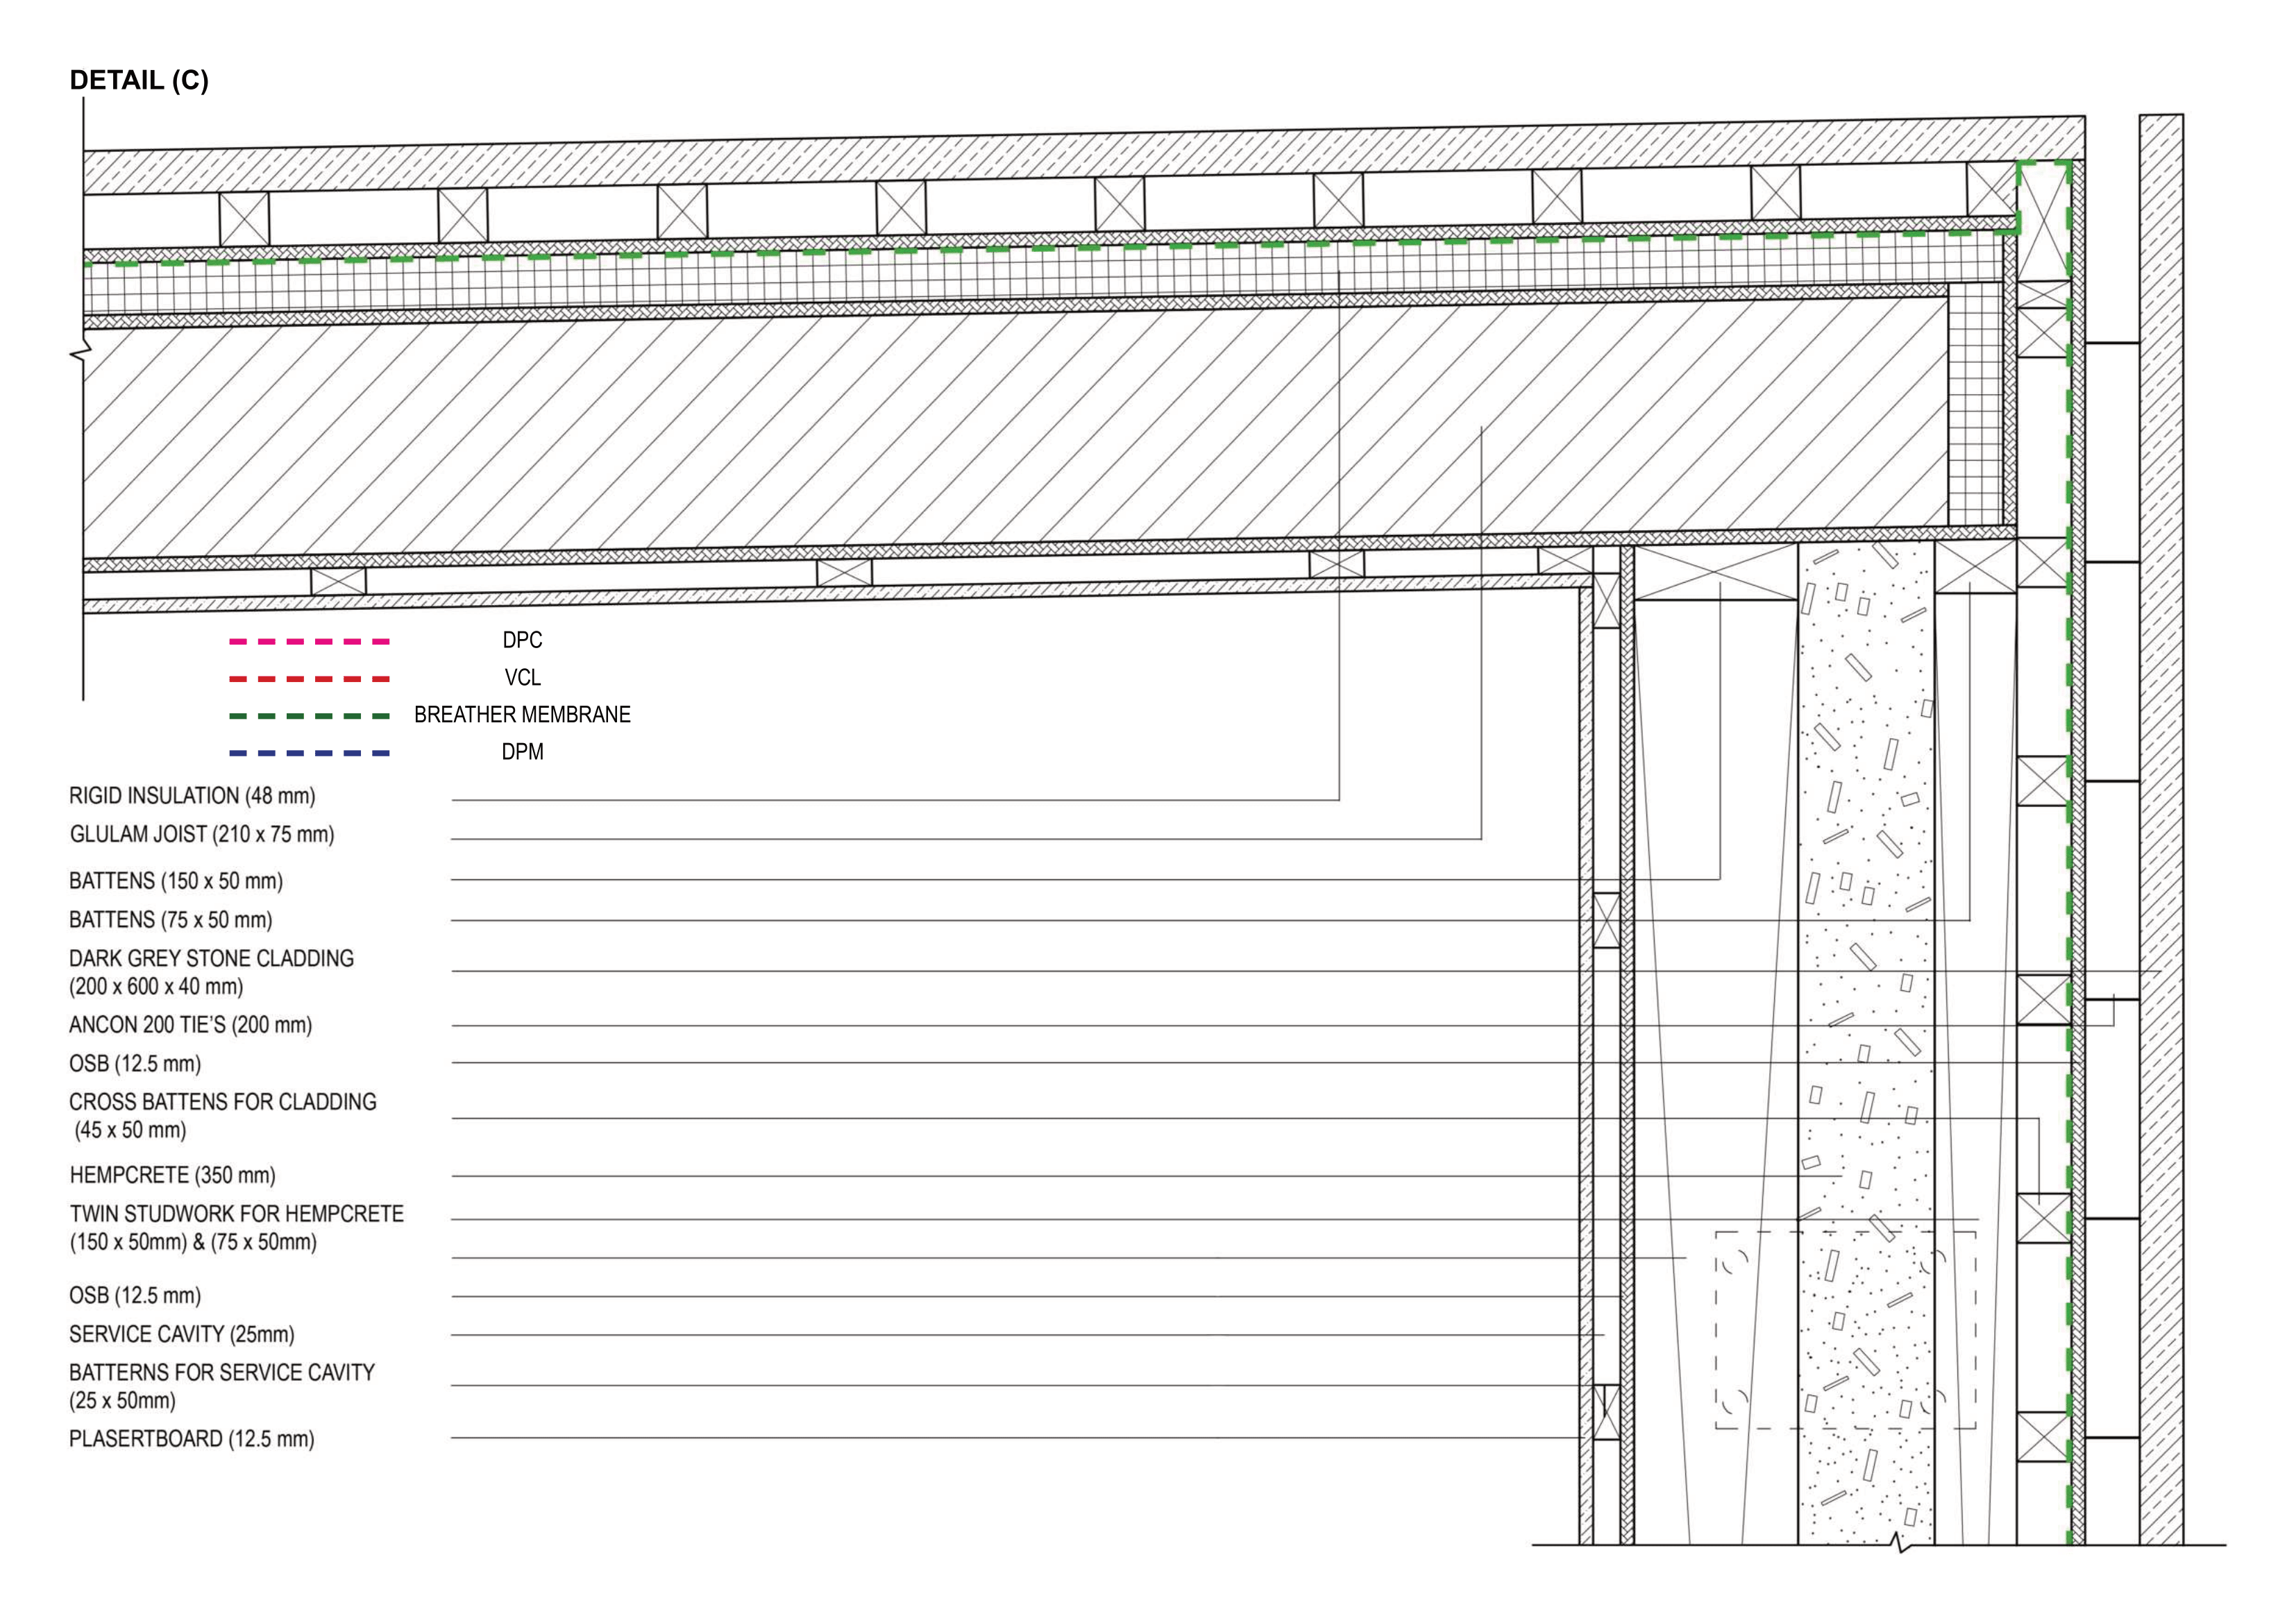 DETAIL (C)
DPC
VCL
BREATHER MEMBRANE
DPM
RIGID INSULATION (48 mm)
GLULAM JOIST (210 x 75 mm)
BATTENS (150 x 50 mm)
BATTENS (75 x 50 mm)
DARK GREY STONE CLADDING
(200 x 600 x 40 mm)
ANCON 200 TIE'S (200 mm)
OSB (12.5 mm)
CROSS BATTENS FOR CLADDING
(45 x 50 mm)
HEMPCRETE (350 mm)
TWIN STUDWORK FOR HEMPCRETE
(150 x 50mm) & (75 x 50mm)
OSB (12.5 mm)
SERVICE CAVITY (25mm)
BATTERNS FOR SERVICE CAVITY
(25 x 50mm)
PLASERTBOARD (12.5 mm)